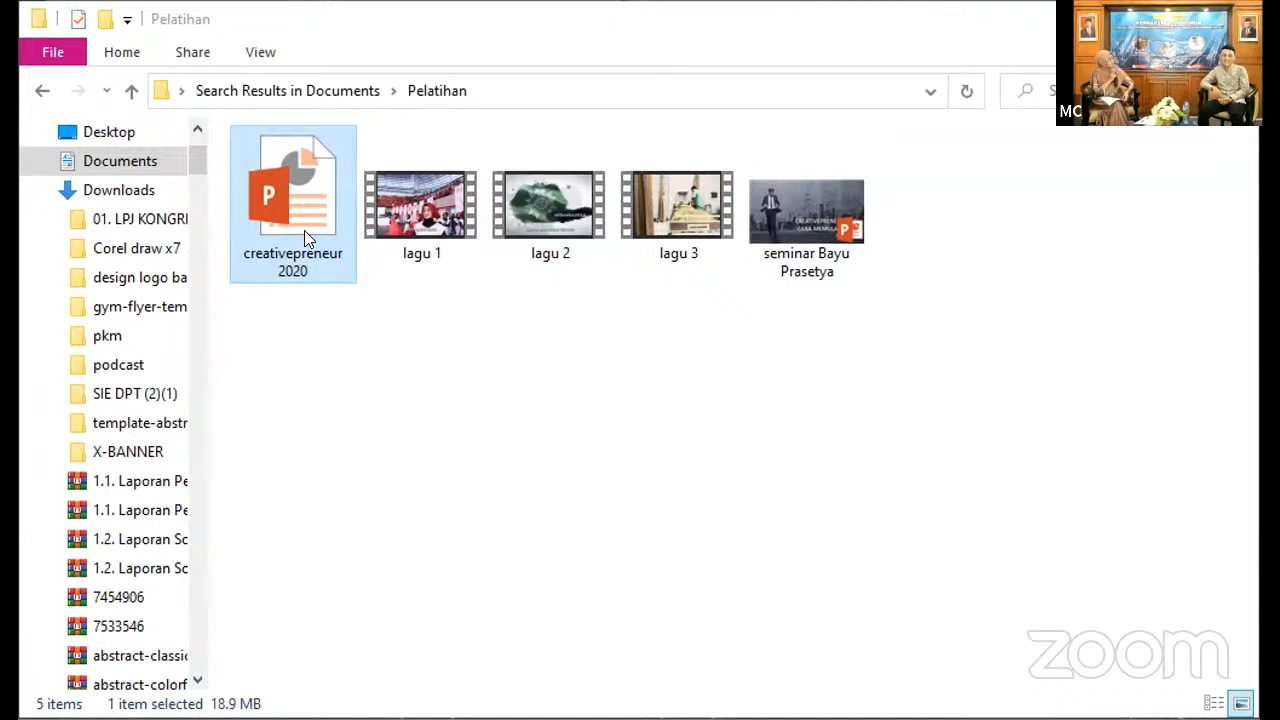 Pelatihan
File
Home
Share
View
Search Results in Documents
Pelatihan
MC
Desktop
Documents
Downloads
01. LPJ KONGRI
Corel draw x7
design logo ba
gym-flyer-tem
pkm
podcast
SIE DPT (2)(1)
template-abstr
X-BANNER
1.1. Laporan Pe
1.1. Laporan Pe
1.2. Laporan Sc
1.2. Laporan Sc
7454906
7533546
abstract-classic
abstract-colorf
creativepreneur
2020
lagu 1
lagu 2
lagu 3
seminar Bayu
Prasetya
zoom
5 items
1 item selected 18.9 MB